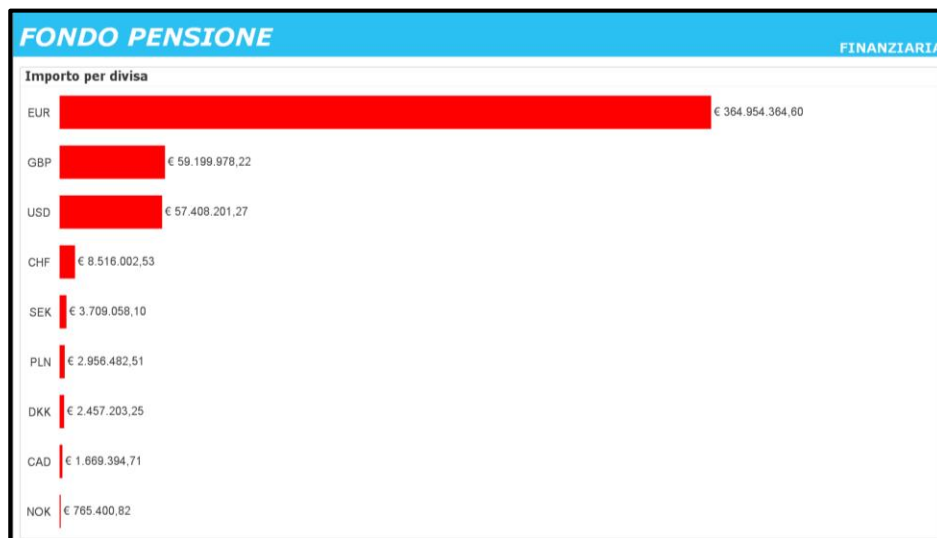 FONDO PENSIONE
FINANZIARIA
Importo per divisa
EUR € 364.954.364,60
GBP € 59.199.978,22
USD € 57.408.201,27
CHF € 8.516.002,53
SEK € 3.709.058,10
PLN € 2.956.482,51
DKK € 2.457.203,25
CAD € 1.669.394,71
NOK € 765.400,82